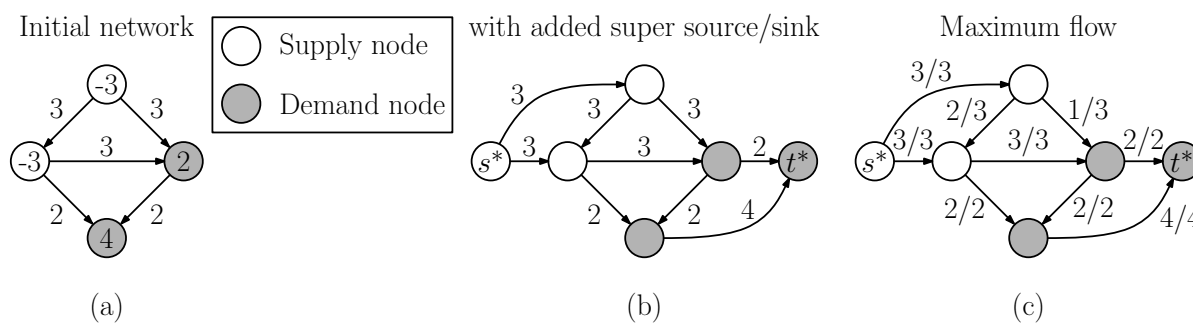 Initial network
Supply node
Demand node
-3
3
3
-3
3
2
2
2
4
(a)
with added super source/sink
3
3
3
s*
3
3
2
t*
2
2
4
(b)
Maximum flow
3/3
2/3
1/3
s*
3/3
3/3
2/2
t*
2/2
2/2
4/4
(c)